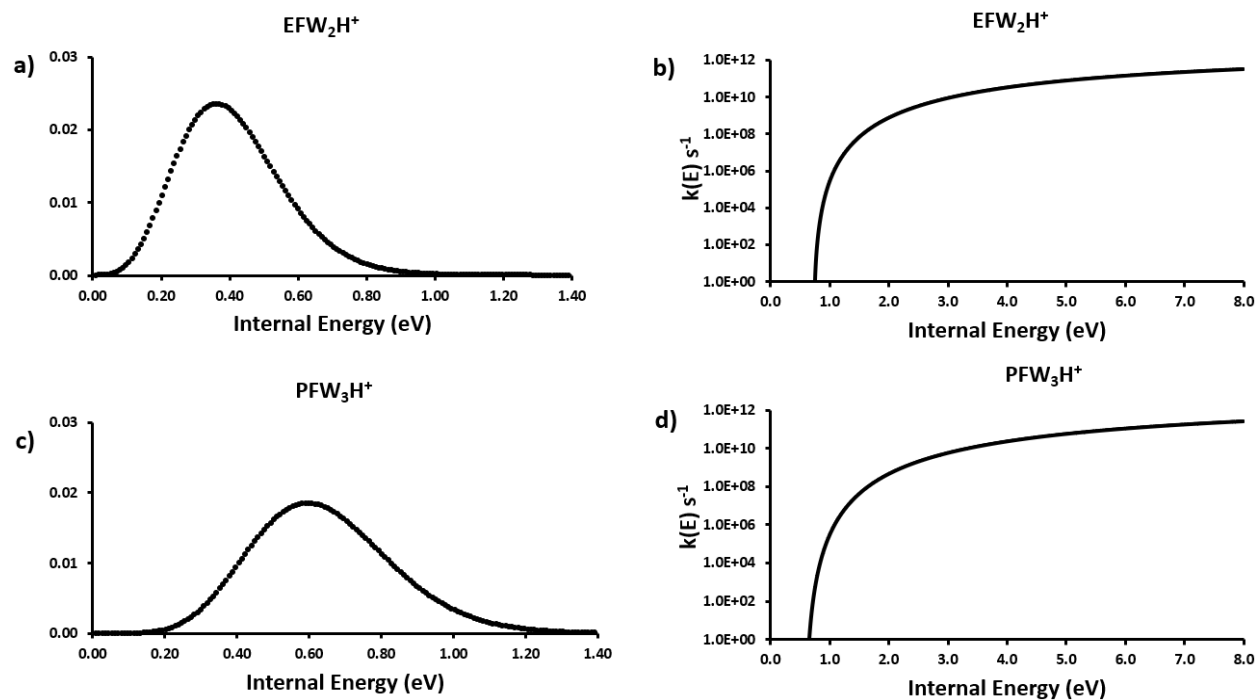 EFW₂H⁺
a)
0.03
0.02
0.01
0.00
0.00 0.20 0.40 0.60 0.80 1.00 1.20 1.40
Internal Energy (eV)
EFW₂H⁺
b)
k(E) s⁻¹
1.0E+12
1.0E+10
1.0E+08
1.0E+06
1.0E+04
1.0E+02
1.0E+00
0.0 1.0 2.0 3.0 4.0 5.0 6.0 7.0 8.0
Internal Energy (eV)
PFW₃H⁺
c)
0.03
0.02
0.01
0.00
0.00 0.20 0.40 0.60 0.80 1.00 1.20 1.40
Internal Energy (eV)
PFW₃H⁺
d)
k(E) s⁻¹
1.0E+12
1.0E+10
1.0E+08
1.0E+06
1.0E+04
1.0E+02
1.0E+00
0.0 1.0 2.0 3.0 4.0 5.0 6.0 7.0 8.0
Internal Energy (eV)